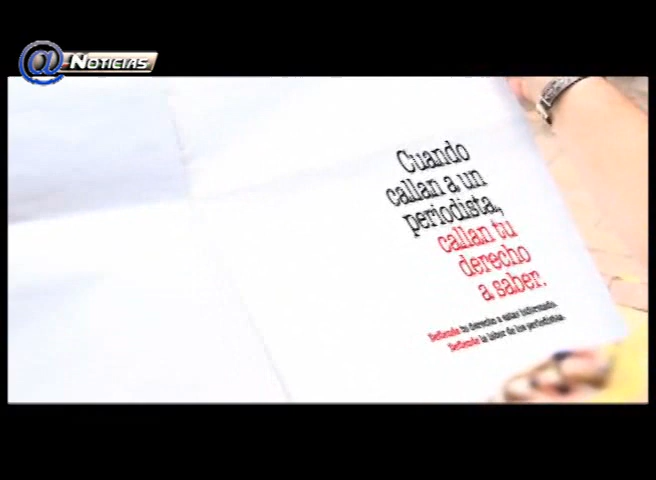 @-NOTICIAS
Cuando
callan a un
periodista,
callan tu
derecho
a saber.
Defiende tu derecho a estar informado.
Defiende la labor de los periodistas.